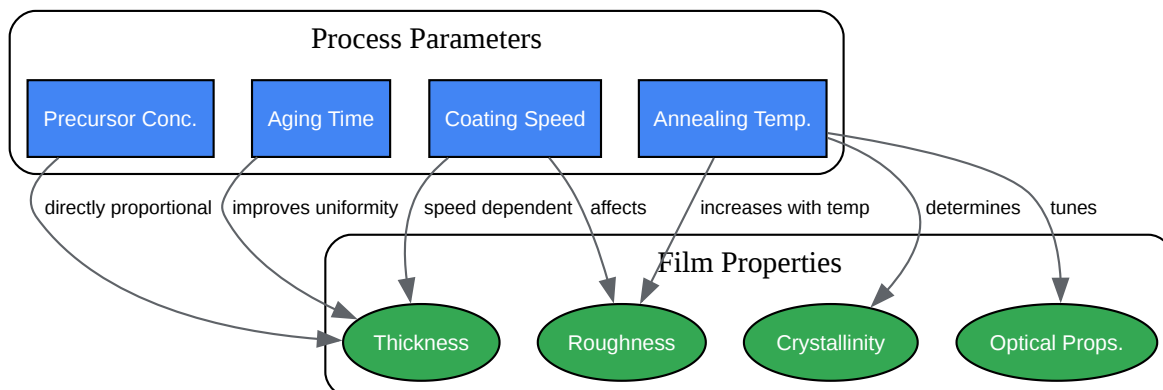 Process Parameters
Precursor Conc.
Aging Time
Coating Speed
Annealing Temp.
directly proportional
improves uniformity
speed dependent
affects
increases with temp
determines
tunes
Film Properties
Thickness
Roughness
Crystallinity
Optical Props.